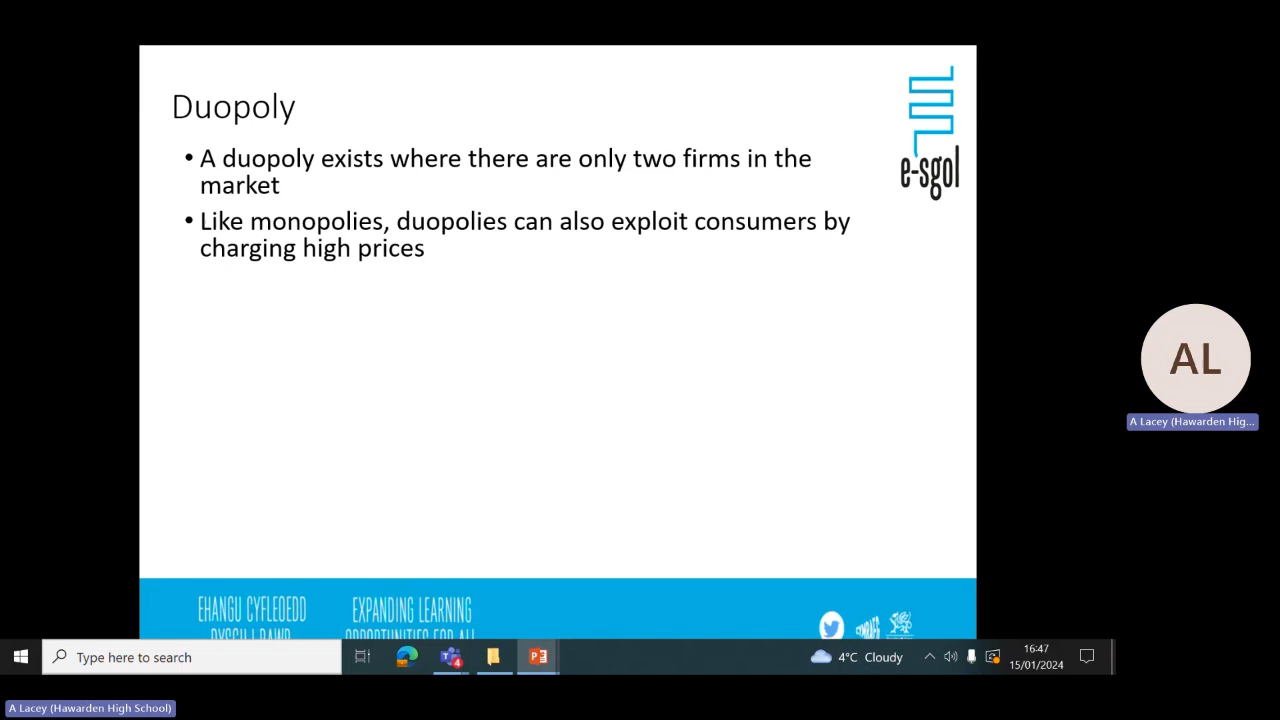 Duopoly
• A duopoly exists where there are only two firms in the
market
• Like monopolies, duopolies can also exploit consumers by
charging high prices
e-sgol
AL
A Lacey (Hawarden Hig...
EHANGU CYFLEOEDD
EXPANDING LEARNING
OPPORTUNITIES FOR ALL
Type here to search
4
4°C Cloudy
16:47
15/01/2024
A Lacey (Hawarden High School)